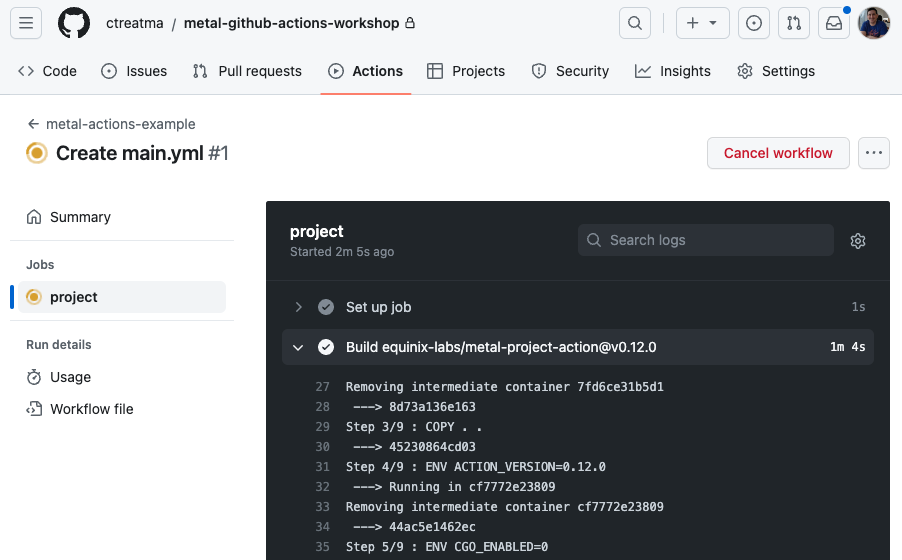 ctreatma / metal-github-actions-workshop
Code Issues Pull requests Actions Projects Security Insights Settings
← metal-actions-example
Create main.yml #1
Cancel workflow
Summary
Jobs
project
Run details
Usage
Workflow file
project
Started 2m 5s ago
Search logs
Set up job 1s
Build equinix-labs/metal-project-action@v0.12.0 1m 4s
27 Removing intermediate container 7fd6ce31b5d1
28 ---> 8d73a136e163
29 Step 3/9 : COPY . .
30 ---> 45230864cd03
31 Step 4/9 : ENV ACTION_VERSION=0.12.0
32 ---> Running in cf7772e23809
33 Removing intermediate container cf7772e23809
34 ---> 44ac5e1462ec
35 Step 5/9 : ENV CGO_ENABLED=0